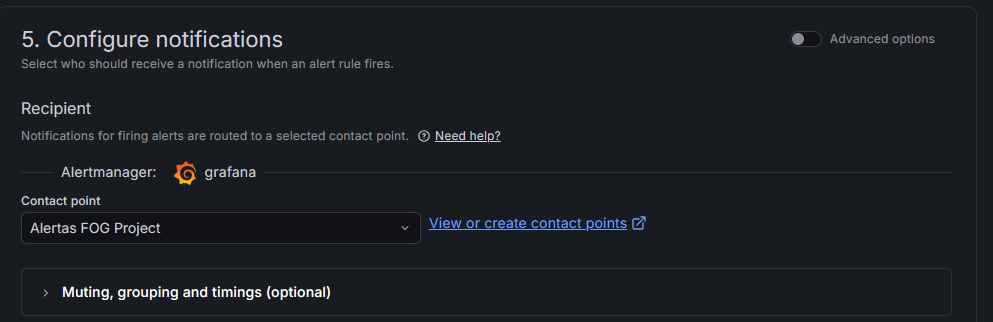 5. Configure notifications
Advanced options
Select who should receive a notification when an alert rule fires.
Recipient
Notifications for firing alerts are routed to a selected contact point. Need help?
Alertmanager: grafana
Contact point
Alertas FOG Project
View or create contact points
Muting, grouping and timings (optional)